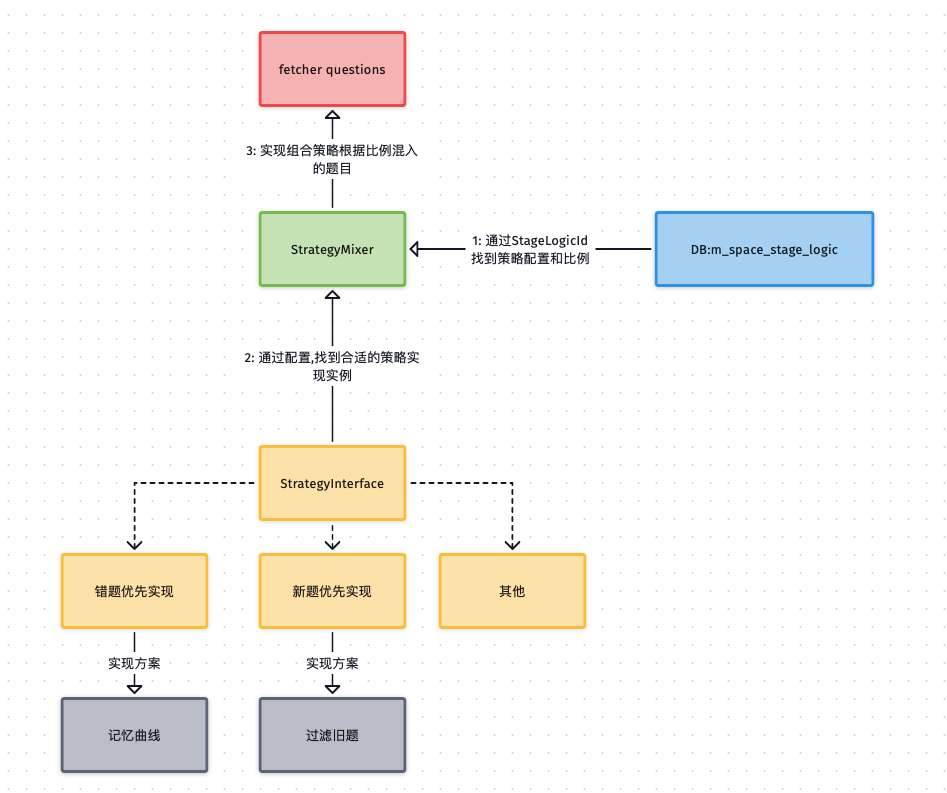 fetcher questions
3: 实现组合策略根据比例混入
的题目
StrategyMixer
1: 通过StageLogicId
找到策略配置和比例
DB:m_space_stage_logic
2: 通过配置,找到合适的策略实
现实例
StrategyInterface
错题优先实现
新题优先实现
其他
实现方案
实现方案
记忆曲线
过滤旧题